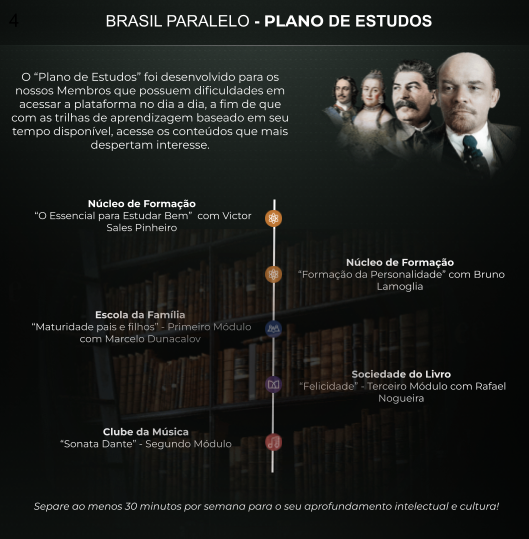 4
BRASIL PARALELO - PLANO DE ESTUDOS
O “Plano de Estudos” foi desenvolvido para os
nossos Membros que possuem dificuldades em
acessar a plataforma no dia a dia, a fim de que
com as trilhas de aprendizagem baseado em seu
tempo disponível, acesse os conteúdos que mais
despertam interesse.
Núcleo de Formação
“O Essencial para Estudar Bem” com Victor
Sales Pinheiro
Núcleo de Formação
“Formação da Personalidade” com Bruno
Lamoglia
Escola da Família
“Maturidade pais e filhos” - Primeiro Módulo
com Marcelo Dunacalov
Sociedade do Livro
“Felicidade” - Terceiro Módulo com Rafael
Nogueira
Clube da Música
“Sonata Dante” - Segundo Módulo
Separe ao menos 30 minutos por semana para o seu aprofundamento intelectual e cultura!